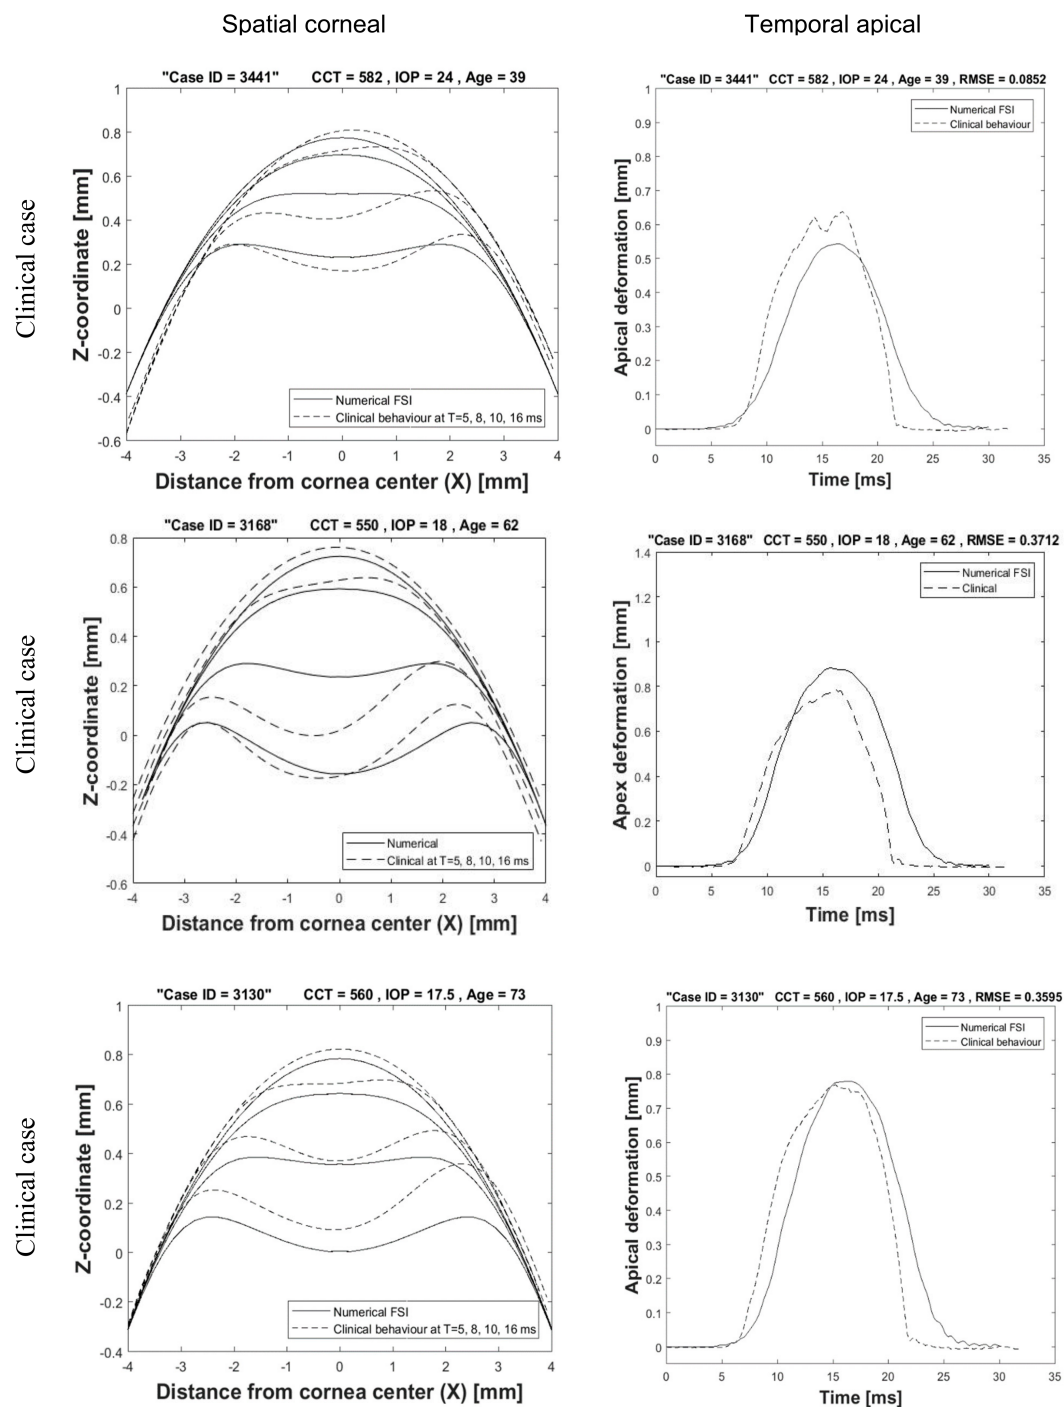 Spatial corneal
Temporal apical
Clinical case
"Case ID = 3441" CCT = 582 , IOP = 24 , Age = 39
Z-coordinate [mm]
1
0.8
0.6
0.4
0.2
0
-0.2
-0.4
-0.6
Numerical FSI
Clinical behaviour at T=5, 8, 10, 16 ms
-4 -3 -2 -1 0 1 2 3 4
Distance from cornea center (X) [mm]
"Case ID = 3441" CCT = 582 , IOP = 24 , Age = 39 , RMSE = 0.0852
Apical deformation [mm]
1
0.9
0.8
0.7
0.6
0.5
0.4
0.3
0.2
0.1
0
Numerical FSI
Clinical behaviour
0 5 10 15 20 25 30 35
Time [ms]
Clinical case
"Case ID = 3168" CCT = 550 , IOP = 18 , Age = 62
Z-coordinate [mm]
0.8
0.6
0.4
0.2
0
-0.2
-0.4
-0.6
Numerical
Clinical at T=5, 8, 10, 16 ms
-4 -3 -2 -1 0 1 2 3 4
Distance from cornea center (X) [mm]
"Case ID = 3168" CCT = 550 , IOP = 18 , Age = 62 , RMSE = 0.3712
Apex deformation [mm]
1.4
1.2
1
0.8
0.6
0.4
0.2
0
Numerical FSI
Clinical
0 5 10 15 20 25 30 35
Time [ms]
Clinical case
"Case ID = 3130" CCT = 560 , IOP = 17.5 , Age = 73
Z-coordinate [mm]
1
0.8
0.6
0.4
0.2
0
-0.2
-0.4
Numerical FSI
Clinical behaviour at T=5, 8, 10, 16 ms
-4 -3 -2 -1 0 1 2 3 4
Distance from cornea center (X) [mm]
"Case ID = 3130" CCT = 560 , IOP = 17.5 , Age = 73 , RMSE = 0.3595
Apical deformation [mm]
1
0.9
0.8
0.7
0.6
0.5
0.4
0.3
0.2
0.1
0
Numerical FSI
Clinical behaviour
0 5 10 15 20 25 30 35
Time [ms]